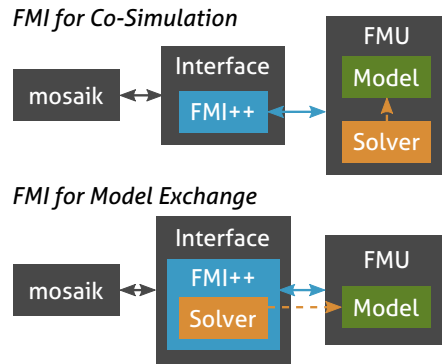 FMI for Co-Simulation
FMU
Interface
Model
mosaik
FMI++
Solver
FMI for Model Exchange
Interface
FMU
FMI++
mosaik
Solver
Model